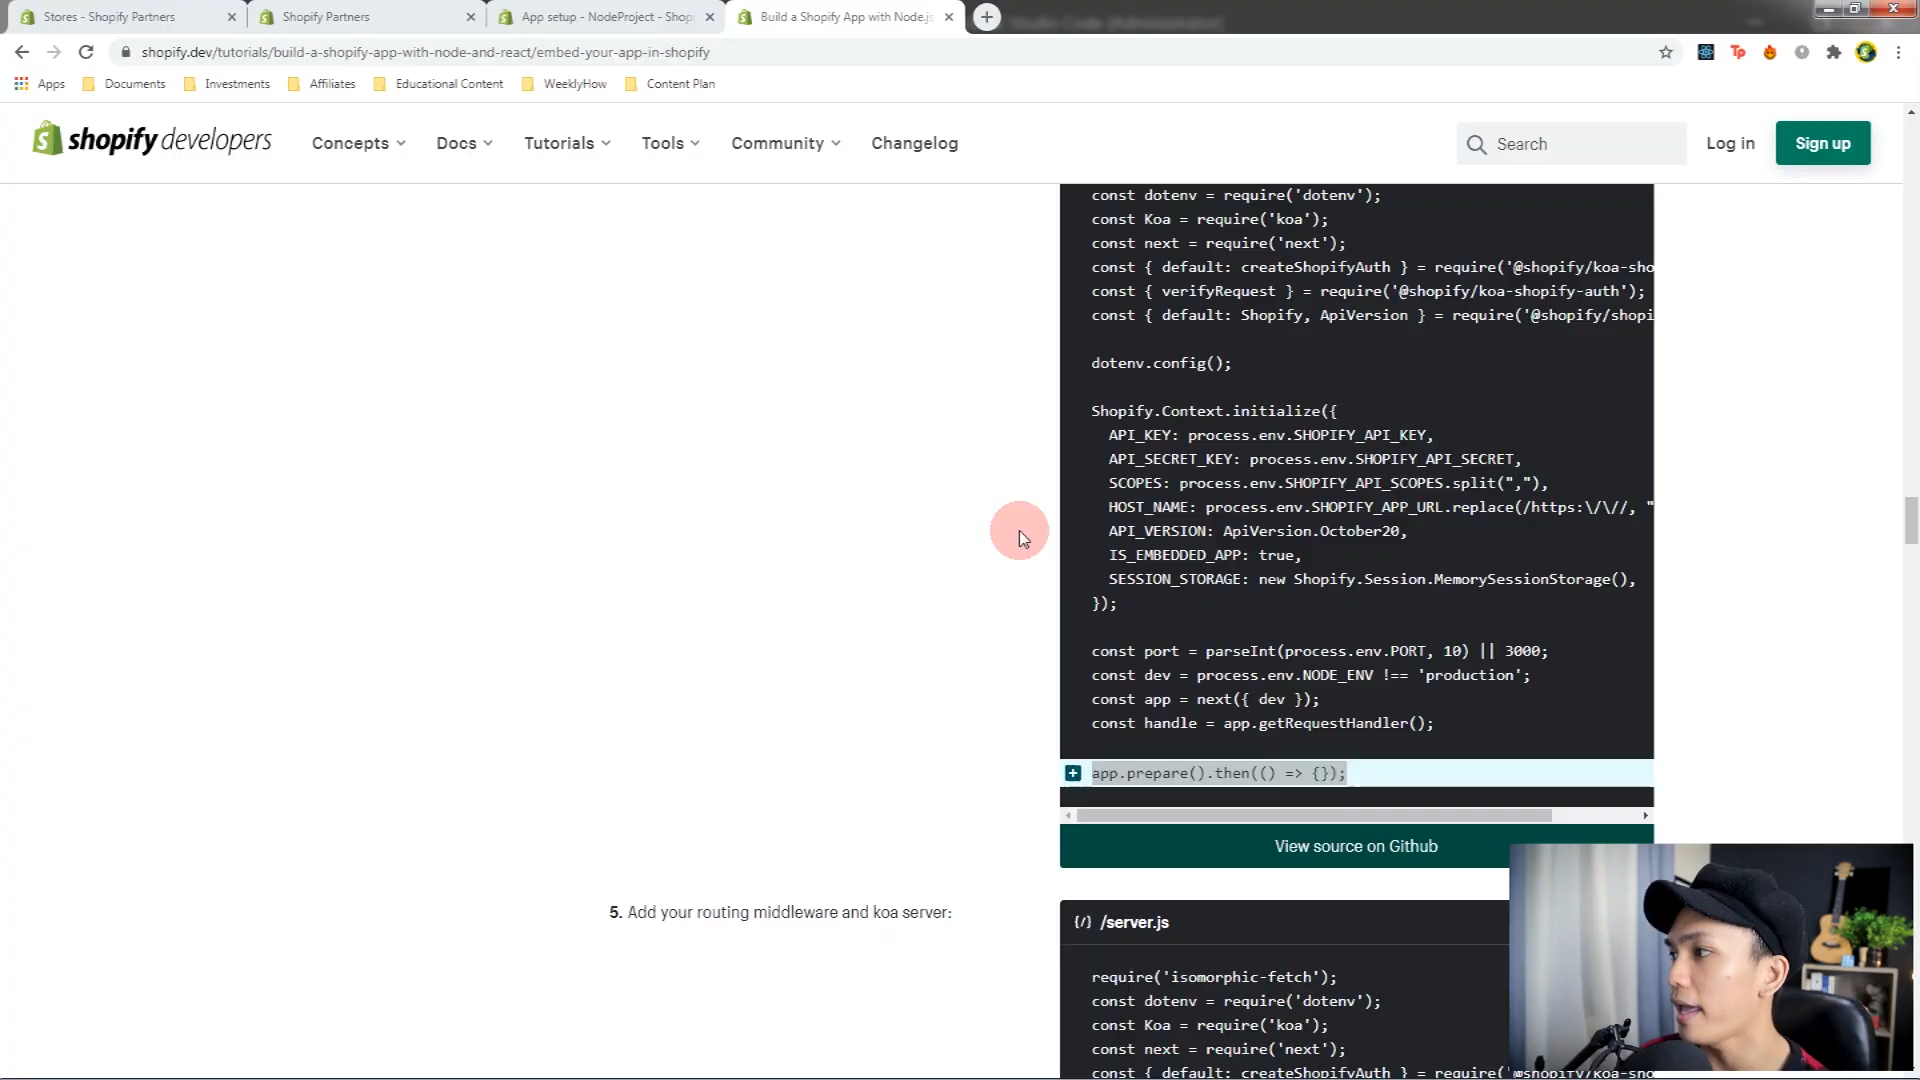 Stores - Shopify Partners
Shopify Partners
App setup - NodeProject - Shop
Build a Shopify App with Node.js
shopify.dev/tutorials/build-a-shopify-app-with-node-and-react/embed-your-app-in-shopify
Apps
Documents
Investments
Affiliates
Educational Content
WeeklyHow
Content Plan
shopify developers
Concepts
Docs
Tutorials
Tools
Community
Changelog
Search
Log in
Sign up
const dotenv = require('dotenv');
const Koa = require('koa');
const next = require('next');
const { default: createShopifyAuth } = require('@shopify/koa-sho
const { verifyRequest } = require('@shopify/koa-shopify-auth');
const { default: Shopify, ApiVersion } = require('@shopify/shopi
dotenv.config();
Shopify.Context.initialize({
API_KEY: process.env.SHOPIFY_API_KEY,
API_SECRET_KEY: process.env.SHOPIFY_API_SECRET,
SCOPES: process.env.SHOPIFY_API_SCOPES.split(","),
HOST_NAME: process.env.SHOPIFY_APP_URL.replace(/https:\/\//, "
API_VERSION: ApiVersion.October20,
IS_EMBEDDED_APP: true,
SESSION_STORAGE: new Shopify.Session.MemorySessionStorage(),
});
const port = parseInt(process.env.PORT, 10) || 3000;
const dev = process.env.NODE_ENV !== 'production';
const app = next({ dev });
const handle = app.getRequestHandler();
app.prepare().then(() => {});
View source on Github
5. Add your routing middleware and koa server:
{/} /server.js
require('isomorphic-fetch');
const dotenv = require('dotenv');
const Koa = require('koa');
const next = require('next');
const { default: createShopifyAuth } = require('@shopify/koa-sho